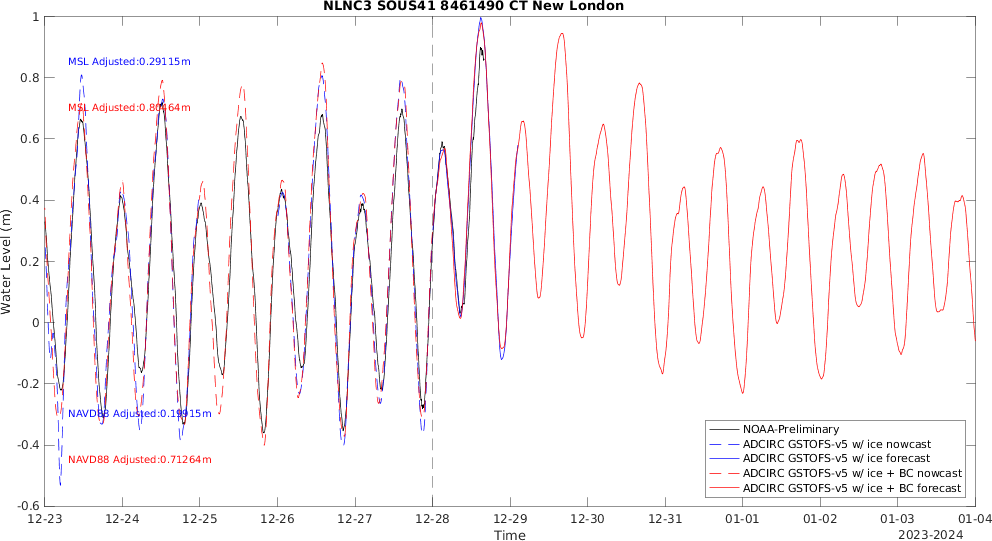 NLNC3 SOUS41 8461490 CT New London
1
0.8
0.6
0.4
0.2
0
-0.2
-0.4
-0.6
Water Level (m)
MSL Adjusted:0.29115m
MSL Adjusted:0.80464m
NAVD88 Adjusted:0.19915m
NAVD88 Adjusted:0.71264m
NOAA-Preliminary
ADCIRC GSTOFS-v5 w/ ice nowcast
ADCIRC GSTOFS-v5 w/ ice forecast
ADCIRC GSTOFS-v5 w/ ice + BC nowcast
ADCIRC GSTOFS-v5 w/ ice + BC forecast
12-23 12-24 12-25 12-26 12-27 12-28 12-29 12-30 12-31 01-01 01-02 01-03 01-04
Time
2023-2024